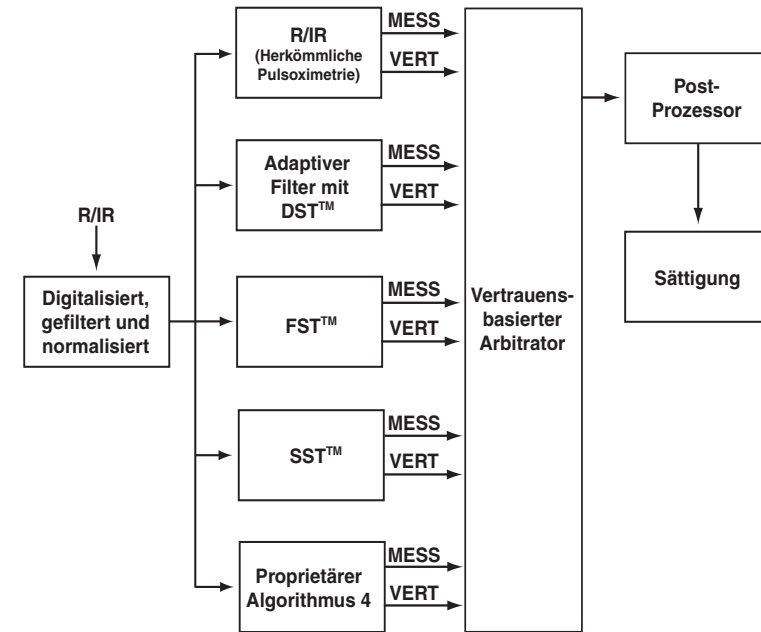 R/IR
Digitalisiert,
gefiltert und
normalisiert
R/IR
(Herkömmliche
Pulsoximetrie)
MESS
VERT
Adaptiver
Filter mit
DST™
MESS
VERT
FST™
MESS
VERT
SST™
MESS
VERT
Proprietärer
Algorithmus 4
MESS
VERT
Vertrauens-
basierter
Arbitrator
Post-
Prozessor
Sättigung